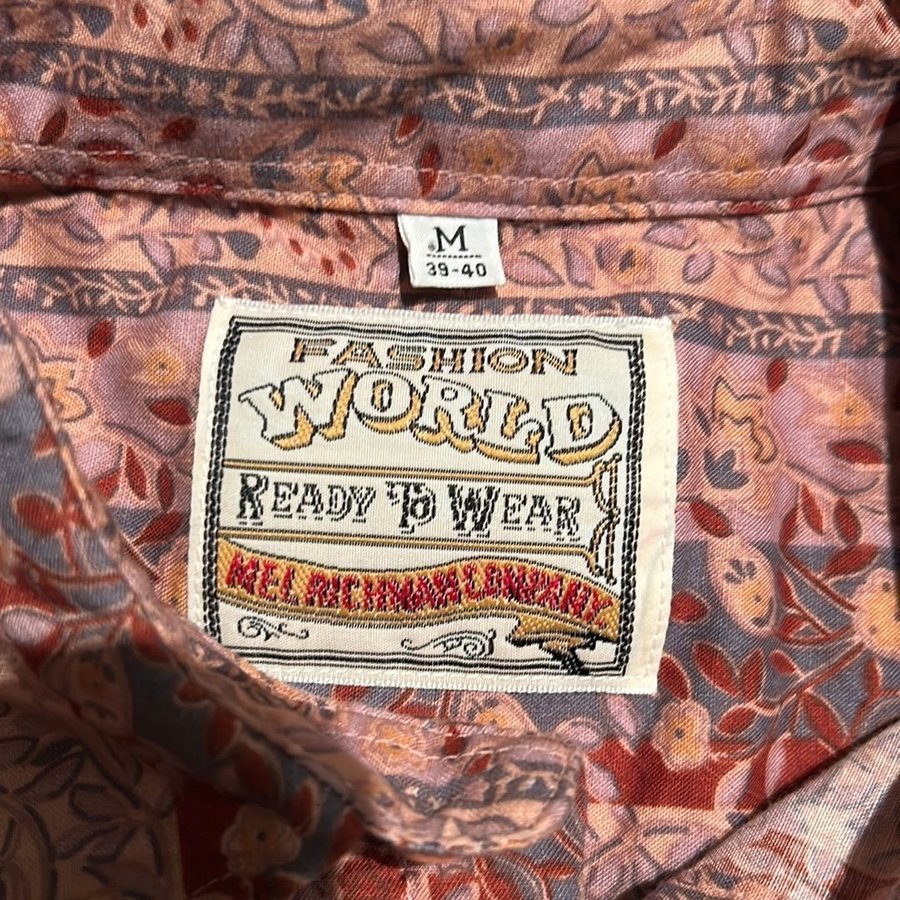 M
39-40
FASHION
WORLD
READY TO WEAR
MEL RICHMAN COMPANY